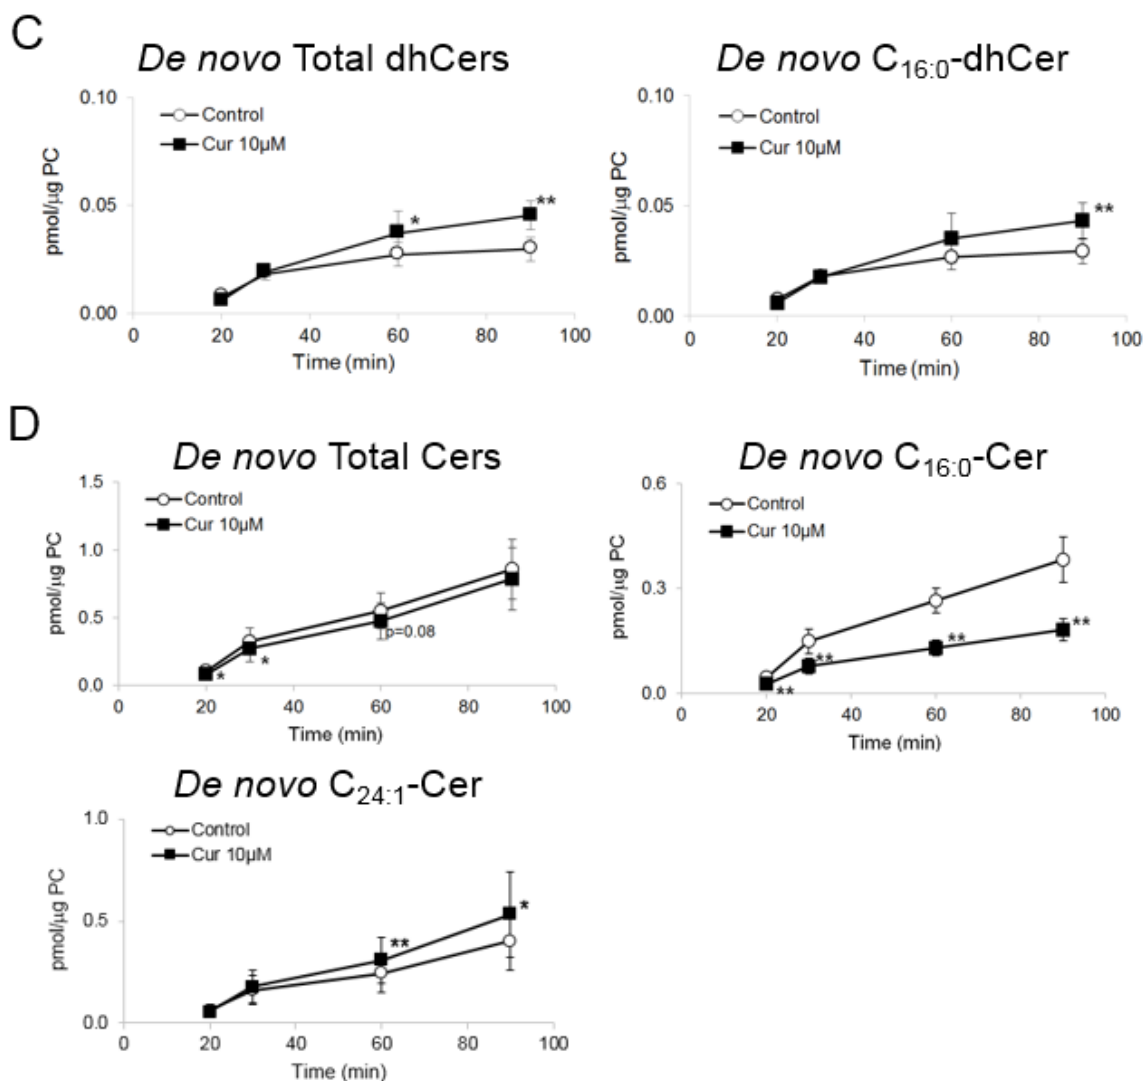 C
De novo Total dhCers
0.10
0.05
0.00
pmol/µg PC
Control
Cur 10µM
*
**
0 20 40 60 80 100
Time (min)
De novo C16:0-dhCer
0.10
0.05
0.00
pmol/µg PC
Control
Cur 10µM
**
0 20 40 60 80 100
Time (min)
D
De novo Total Cers
1.5
1.0
0.5
0.0
pmol/µg PC
Control
Cur 10µM
*
*
p=0.08
0 20 40 60 80 100
Time (min)
De novo C16:0-Cer
0.6
0.3
0.0
pmol/µg PC
Control
Cur 10µM
**
**
**
**
0 20 40 60 80 100
Time (min)
De novo C24:1-Cer
1.0
0.5
0.0
pmol/µg PC
Control
Cur 10µM
**
*
0 20 40 60 80 100
Time (min)